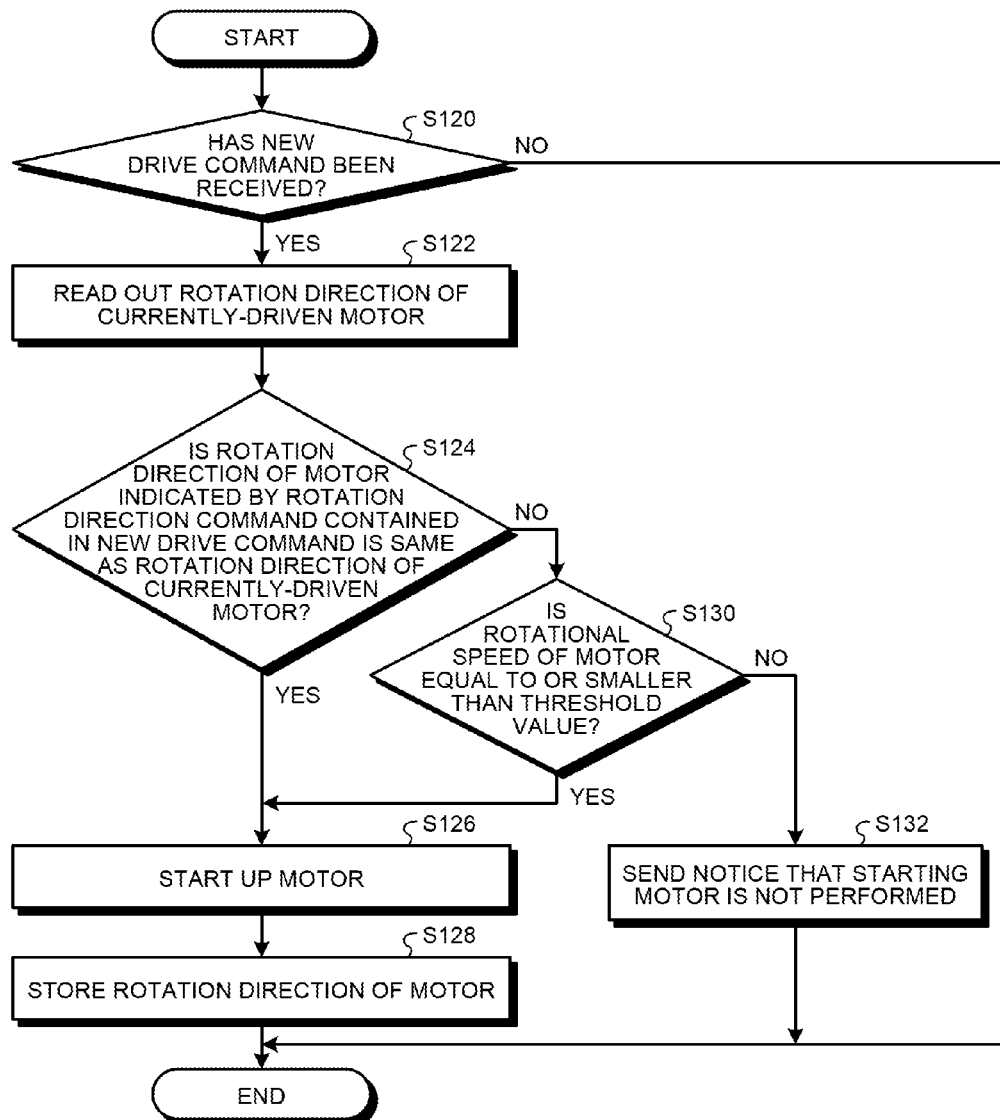 START
S120
HAS NEW
DRIVE COMMAND BEEN
RECEIVED?
NO
YES
S122
READ OUT ROTATION DIRECTION OF
CURRENTLY-DRIVEN MOTOR
S124
IS ROTATION
DIRECTION OF MOTOR
INDICATED BY ROTATION
DIRECTION COMMAND CONTAINED
IN NEW DRIVE COMMAND IS SAME
AS ROTATION DIRECTION OF
CURRENTLY-DRIVEN
MOTOR?
NO
YES
S130
IS
ROTATIONAL
SPEED OF MOTOR
EQUAL TO OR SMALLER
THAN THRESHOLD
VALUE?
NO
YES
S126
START UP MOTOR
S132
SEND NOTICE THAT STARTING
MOTOR IS NOT PERFORMED
S128
STORE ROTATION DIRECTION OF MOTOR
END